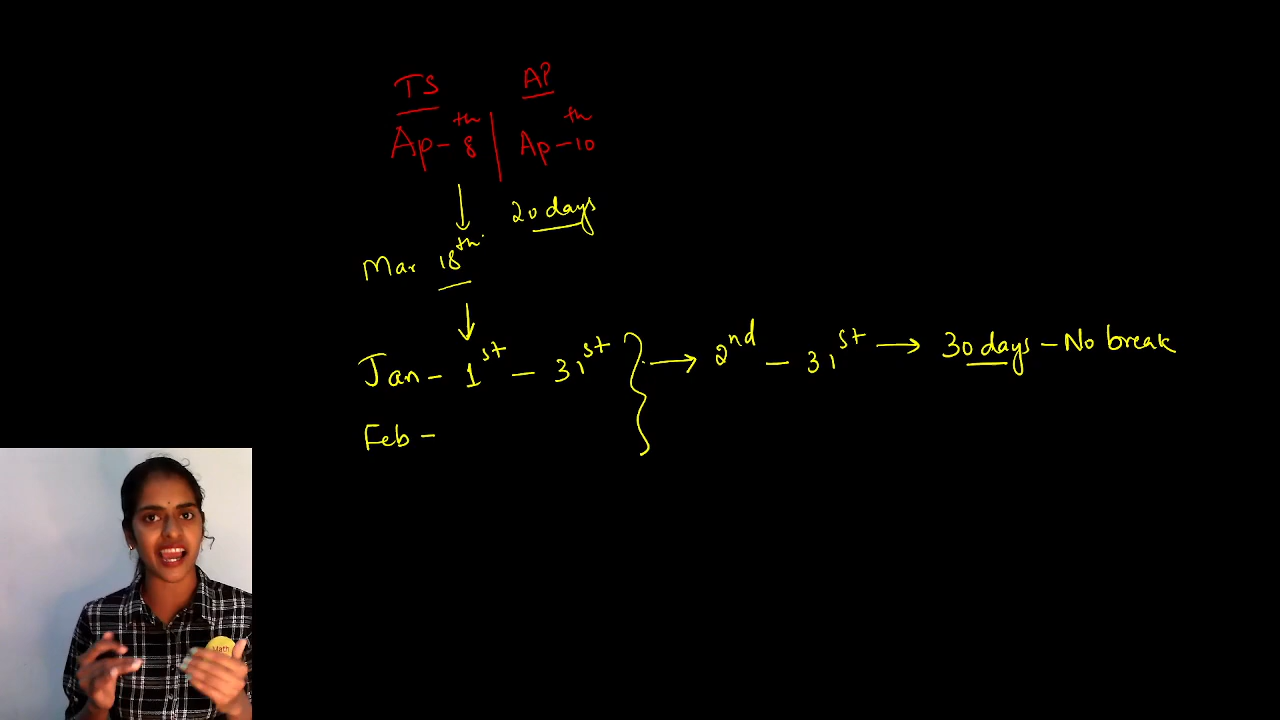 TS AP
Ap-8th | Ap-10th
20 days
Mar 18th
Jan - 1st - 31st } → 2nd - 31st → 30 days - No break
Feb -
Math